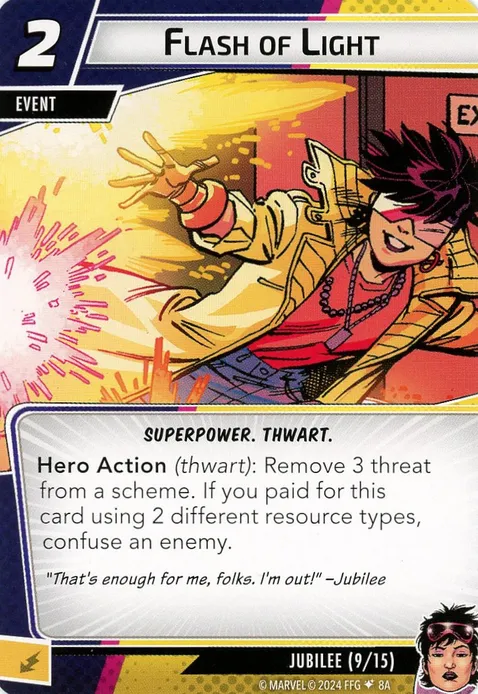 2
FLASH OF LIGHT
EVENT
EX
SUPERPOWER. THWART.
Hero Action (thwart): Remove 3 threat
from a scheme. If you paid for this
card using 2 different resource types,
confuse an enemy.
"That's enough for me, folks. I'm out!" –Jubilee
JUBILEE (9/15)
© MARVEL © 2024 FFG 8A